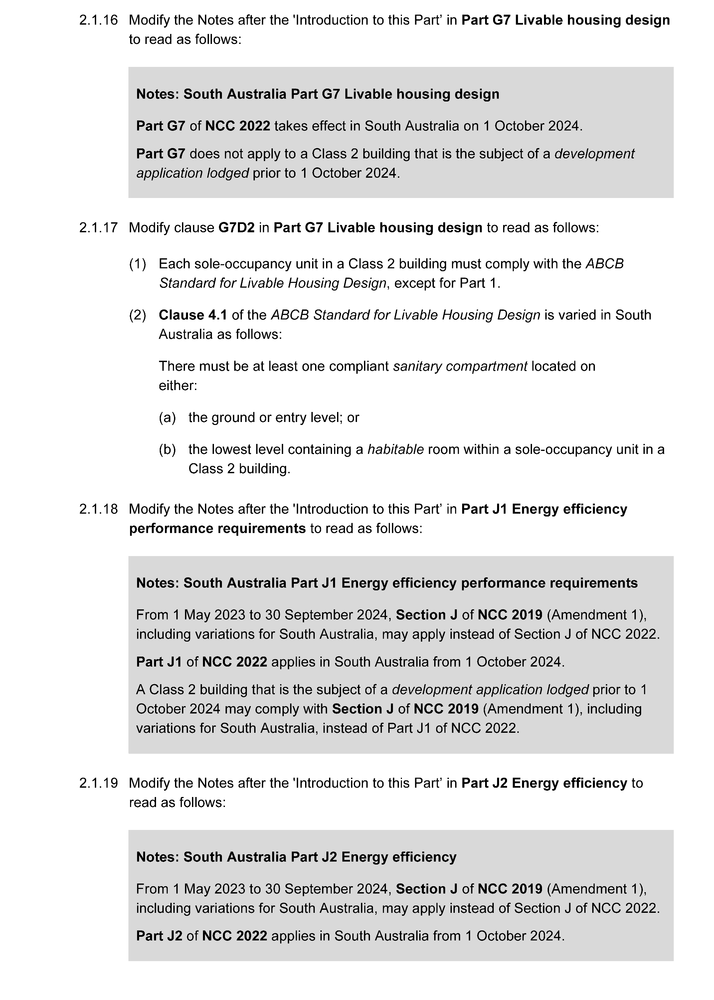 2.1.16 Modify the Notes after the 'Introduction to this Part’ in Part G7 Livable housing design
to read as follows:
Notes: South Australia Part G7 Livable housing design
Part G7 of NCC 2022 takes effect in South Australia on 1 October 2024.
Part G7 does not apply to a Class 2 building that is the subject of a development
application lodged prior to 1 October 2024.
2.1.17 Modify clause G7D2 in Part G7 Livable housing design to read as follows:
(1) Each sole-occupancy unit in a Class 2 building must comply with the ABCB
Standard for Livable Housing Design, except for Part 1.
(2) Clause 4.1 of the ABCB Standard for Livable Housing Design is varied in South
Australia as follows:
There must be at least one compliant sanitary compartment located on
either:
(a) the ground or entry level; or
(b) the lowest level containing a habitable room within a sole-occupancy unit in a
Class 2 building.
2.1.18 Modify the Notes after the 'Introduction to this Part’ in Part J1 Energy efficiency
performance requirements to read as follows:
Notes: South Australia Part J1 Energy efficiency performance requirements
From 1 May 2023 to 30 September 2024, Section J of NCC 2019 (Amendment 1),
including variations for South Australia, may apply instead of Section J of NCC 2022.
Part J1 of NCC 2022 applies in South Australia from 1 October 2024.
A Class 2 building that is the subject of a development application lodged prior to 1
October 2024 may comply with Section J of NCC 2019 (Amendment 1), including
variations for South Australia, instead of Part J1 of NCC 2022.
2.1.19 Modify the Notes after the 'Introduction to this Part’ in Part J2 Energy efficiency to
read as follows:
Notes: South Australia Part J2 Energy efficiency
From 1 May 2023 to 30 September 2024, Section J of NCC 2019 (Amendment 1),
including variations for South Australia, may apply instead of Section J of NCC 2022.
Part J2 of NCC 2022 applies in South Australia from 1 October 2024.